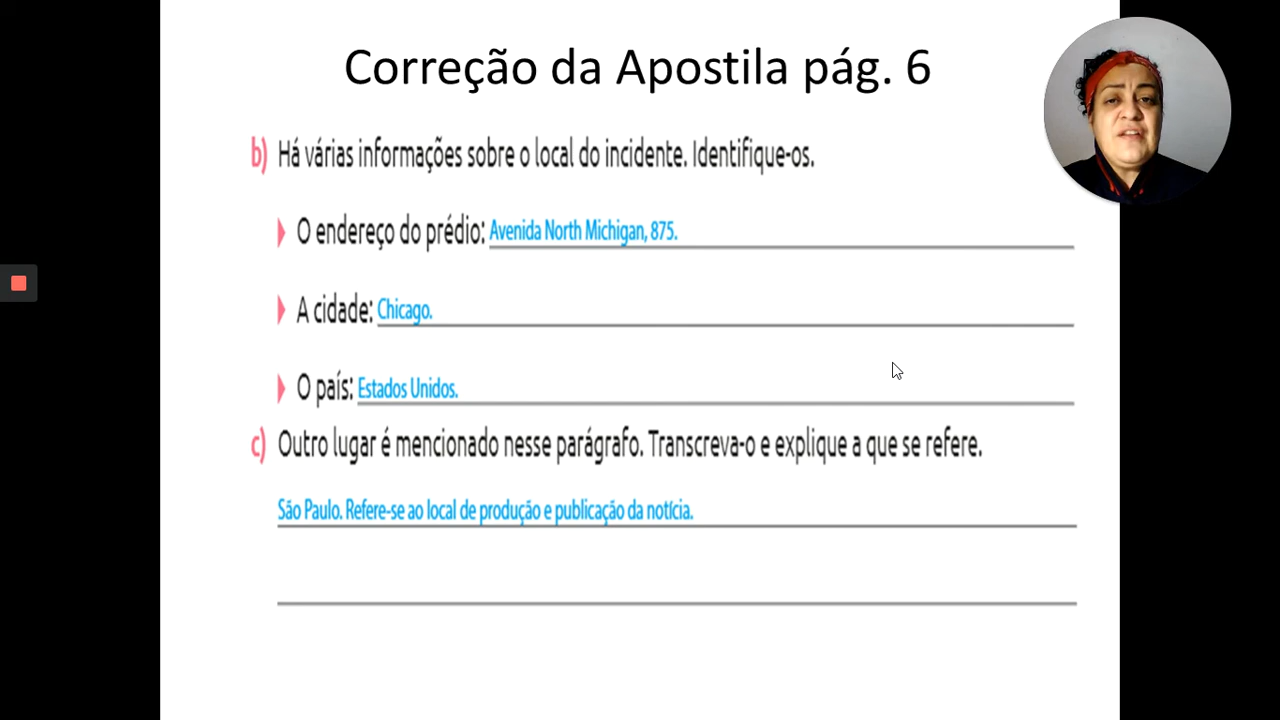 Correção da Apostila pág. 6
b) Há várias informações sobre o local do incidente. Identifique-os.
O endereço do prédio: Avenida North Michigan, 875.
A cidade: Chicago.
O país: Estados Unidos.
c) Outro lugar é mencionado nesse parágrafo. Transcreva-o e explique a que se refere.
São Paulo. Refere-se ao local de produção e publicação da notícia.